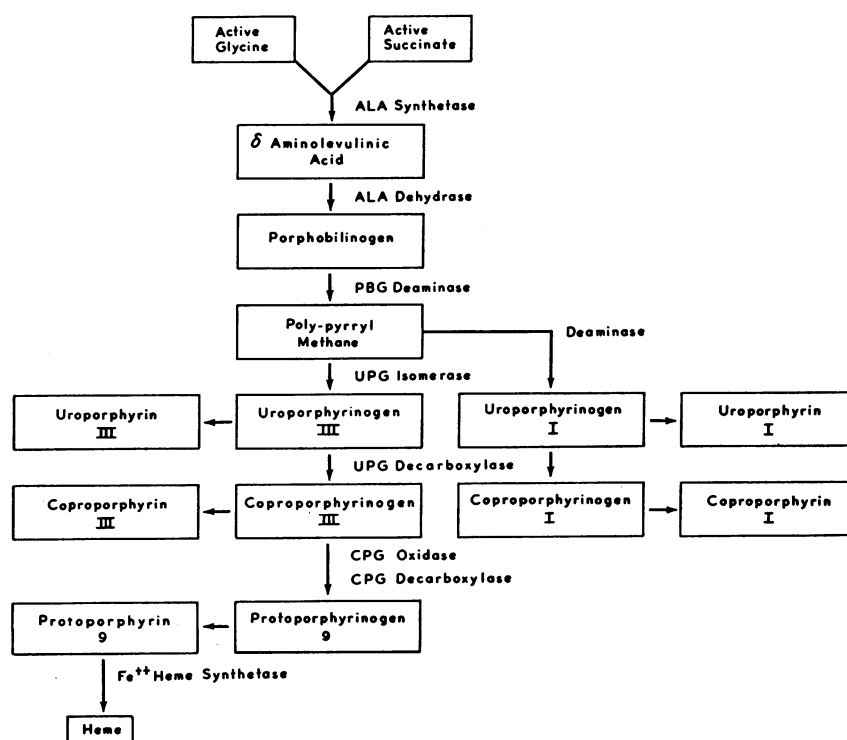 Active
Glycine
Active
Succinate
ALA Synthetase
δ Aminolevulinic
Acid
ALA Dehydrase
Porphobilinogen
PBG Deaminase
Poly-pyrryl
Methane
Deaminase
UPG Isomerase
Uroporphyrin
III
Uroporphyrinogen
III
Uroporphyrinogen
I
Uroporphyrin
I
UPG Decarboxylase
Coproporphyrin
III
Coproporphyrinogen
III
Coproporphyrinogen
I
Coproporphyrin
I
CPG Oxidase
CPG Decarboxylase
Protoporphyrin
9
Protoporphyrinogen
9
Fe++ Heme Synthetase
Heme